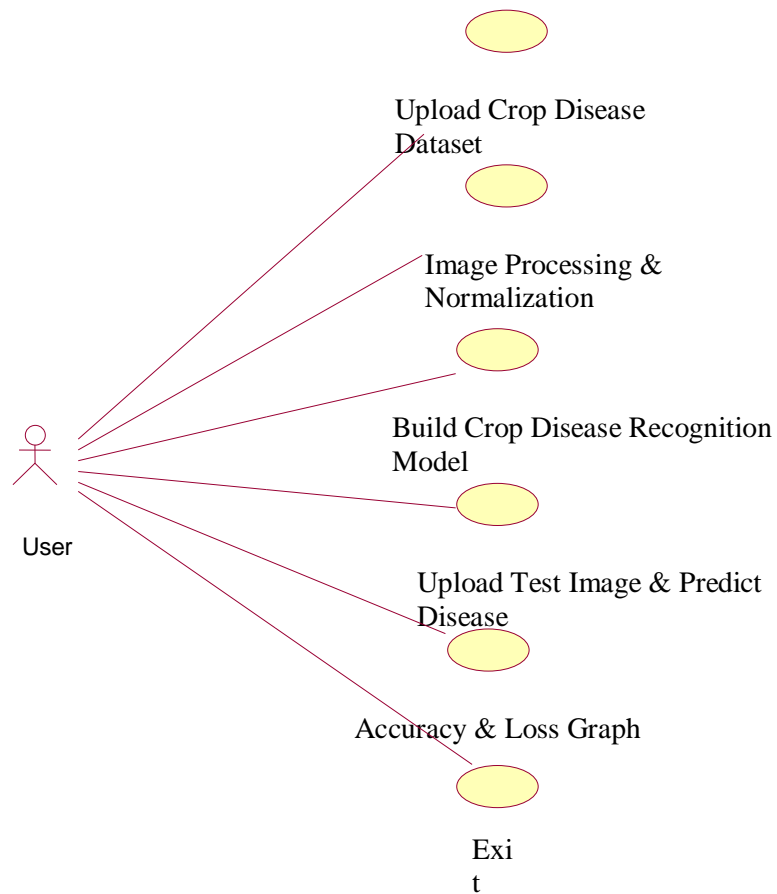 Upload Crop Disease
Dataset
Image Processing &
Normalization
Build Crop Disease Recognition
Model
User
Upload Test Image & Predict
Disease
Accuracy & Loss Graph
Exi
t